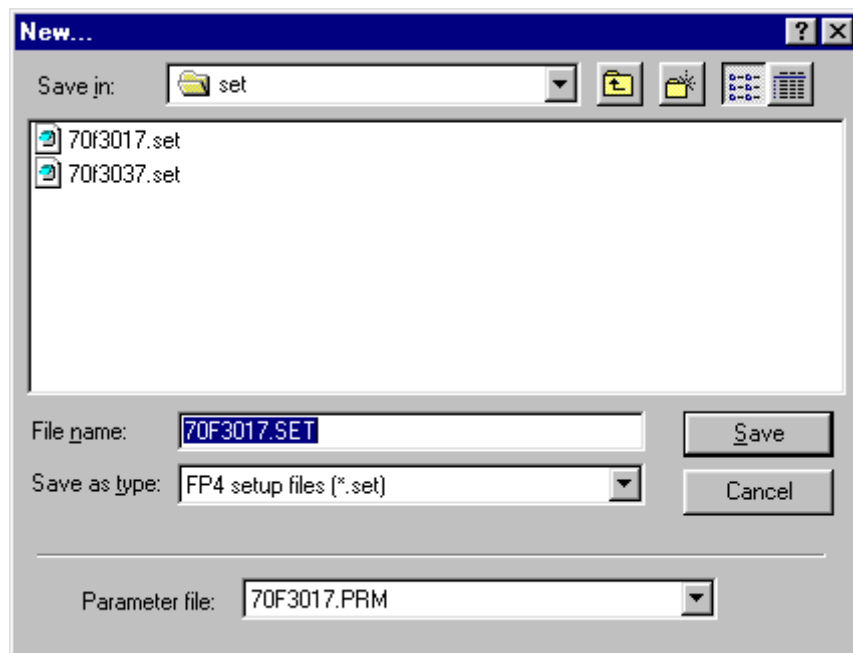 New...
Save in: set
70f3017.set
70f3037.set
File name: 70F3017.SET Save
Save as type: FP4 setup files (*.set) Cancel
Parameter file: 70F3017.PRM